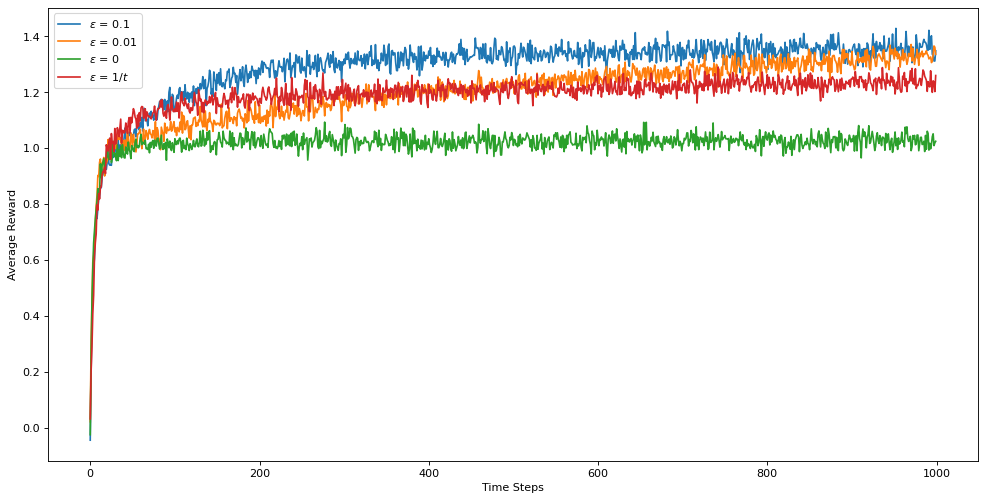 ε = 0.1
ε = 0.01
ε = 0
ε = 1/t
1.4
1.2
1.0
0.8
0.6
0.4
0.2
0.0
Average Reward
0 200 400 600 800 1000
Time Steps